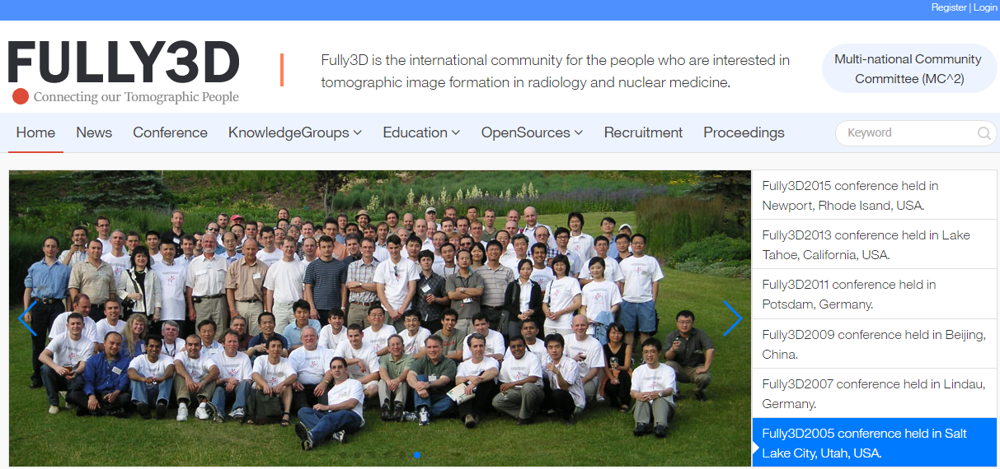 Register | Login
FULLY3D
Connecting our Tomographic People
Fully3D is the international community for the people who are interested in
tomographic image formation in radiology and nuclear medicine.
Multi-national Community
Committee (MC^2)
Home News Conference KnowledgeGroups Education OpenSources Recruitment Proceedings
Keyword
Fully3D2015 conference held in
Newport, Rhode Isand, USA.
Fully3D2013 conference held in Lake
Tahoe, California, USA.
Fully3D2011 conference held in
Potsdam, Germany.
Fully3D2009 conference held in Beijing,
China.
Fully3D2007 conference held in Lindau,
Germany.
Fully3D2005 conference held in Salt
Lake City, Utah, USA.